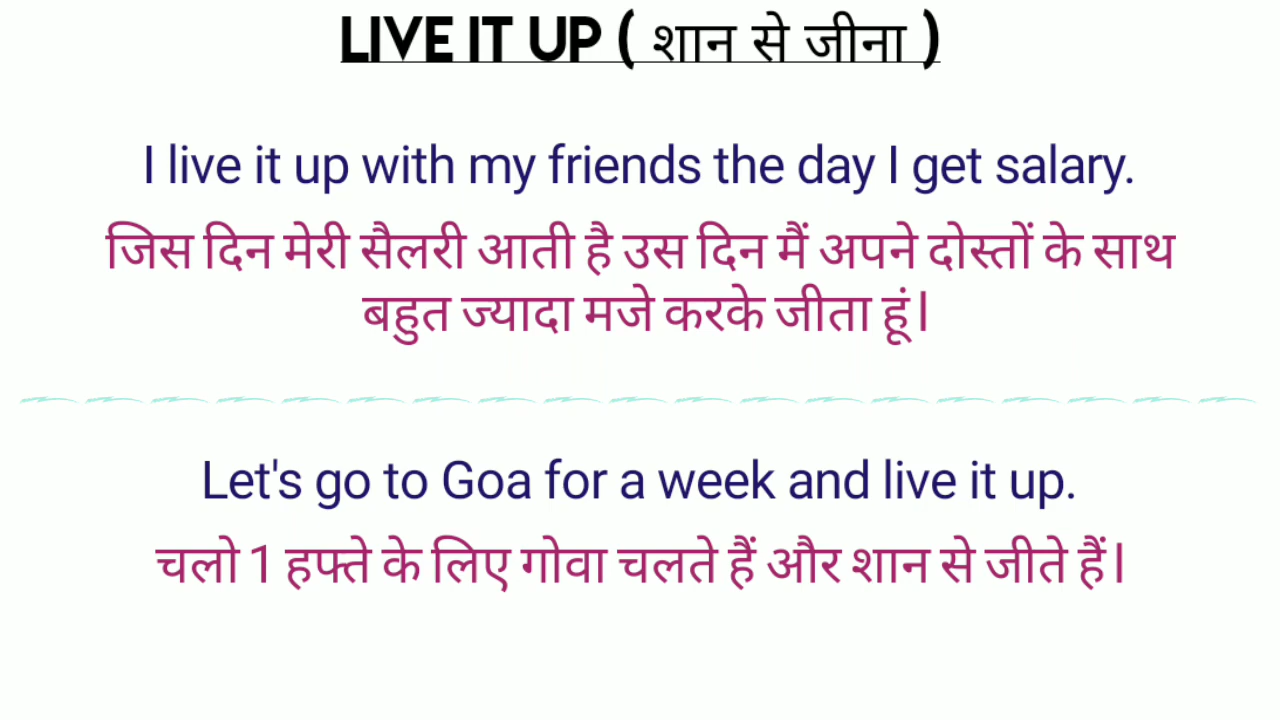 LIVE IT UP ( शान से जीना )
I live it up with my friends the day I get salary.
जिस दिन मेरी सैलरी आती है उस दिन मैं अपने दोस्तों के साथ
बहुत ज्यादा मजे करके जीता हूं।
Let's go to Goa for a week and live it up.
चलो 1 हफ्ते के लिए गोवा चलते हैं और शान से जीते हैं।